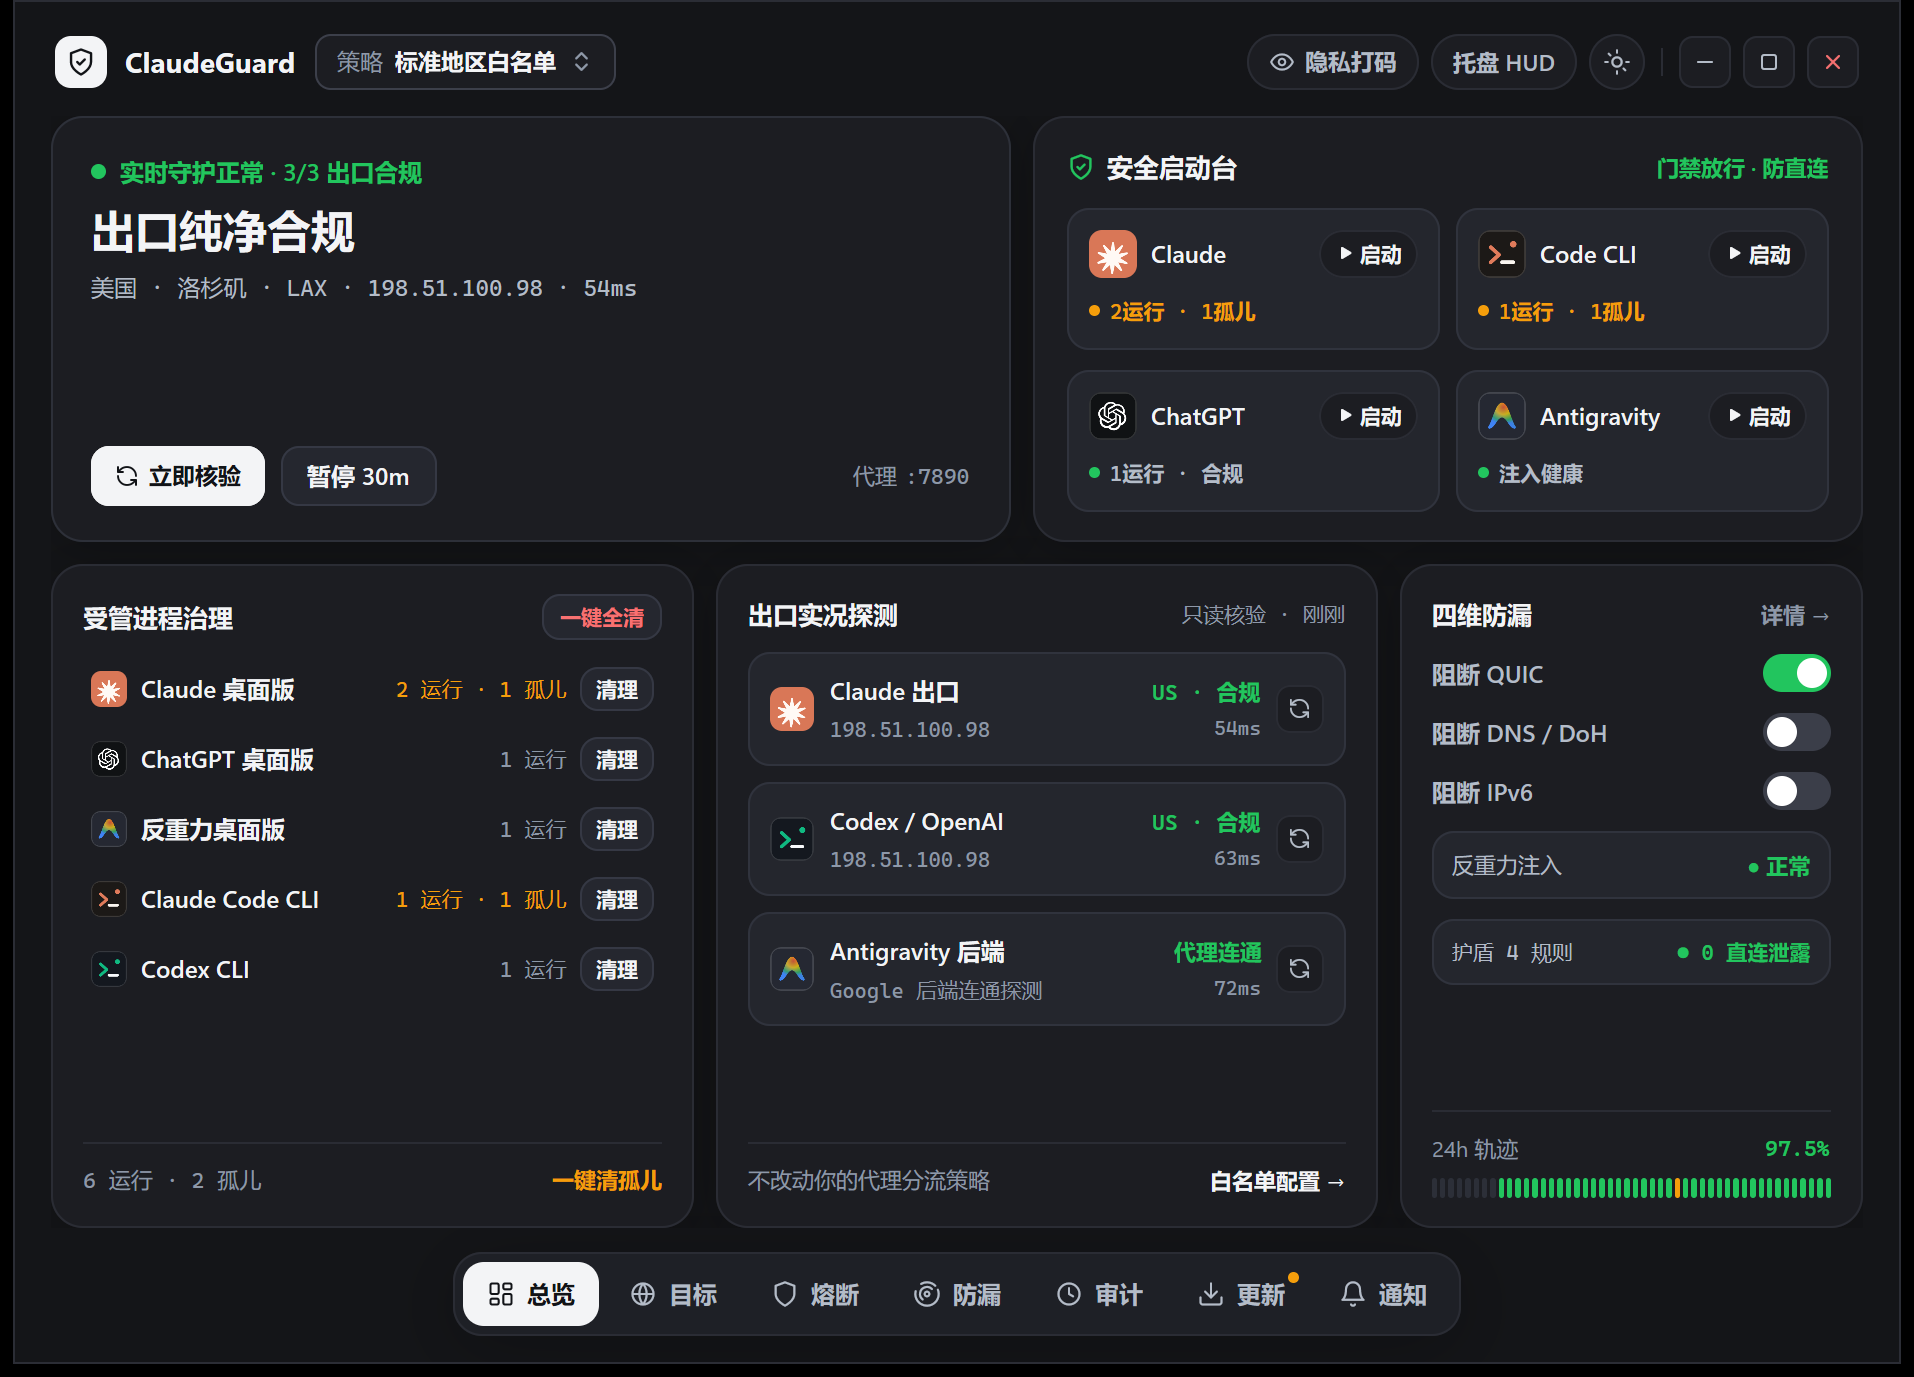 ClaudeGuard
策略 标准地区白名单
隐私打码
托盘 HUD
实时守护正常 · 3/3 出口合规
出口纯净合规
美国 · 洛杉矶 · LAX · 198.51.100.98 · 54ms
立即核验
暂停 30m
代理 :7890
安全启动台
门禁放行 · 防直连
Claude
启动
2运行 · 1孤儿
Code CLI
启动
1运行 · 1孤儿
ChatGPT
启动
1运行 · 合规
Antigravity
启动
注入健康
受管进程治理
一键全清
Claude 桌面版
2 运行 · 1 孤儿
清理
ChatGPT 桌面版
1 运行
清理
反重力桌面版
1 运行
清理
Claude Code CLI
1 运行 · 1 孤儿
清理
Codex CLI
1 运行
清理
6 运行 · 2 孤儿
一键清孤儿
出口实况探测
只读核验 · 刚刚
Claude 出口
US · 合规
198.51.100.98
54ms
Codex / OpenAI
US · 合规
198.51.100.98
63ms
Antigravity 后端
代理连通
Google 后端连通探测
72ms
不改动你的代理分流策略
白名单配置 →
四维防漏
详情 →
阻断 QUIC
阻断 DNS / DoH
阻断 IPv6
反重力注入
正常
护盾 4 规则
0 直连泄露
24h 轨迹
97.5%
总览
目标
熔断
防漏
审计
更新
通知